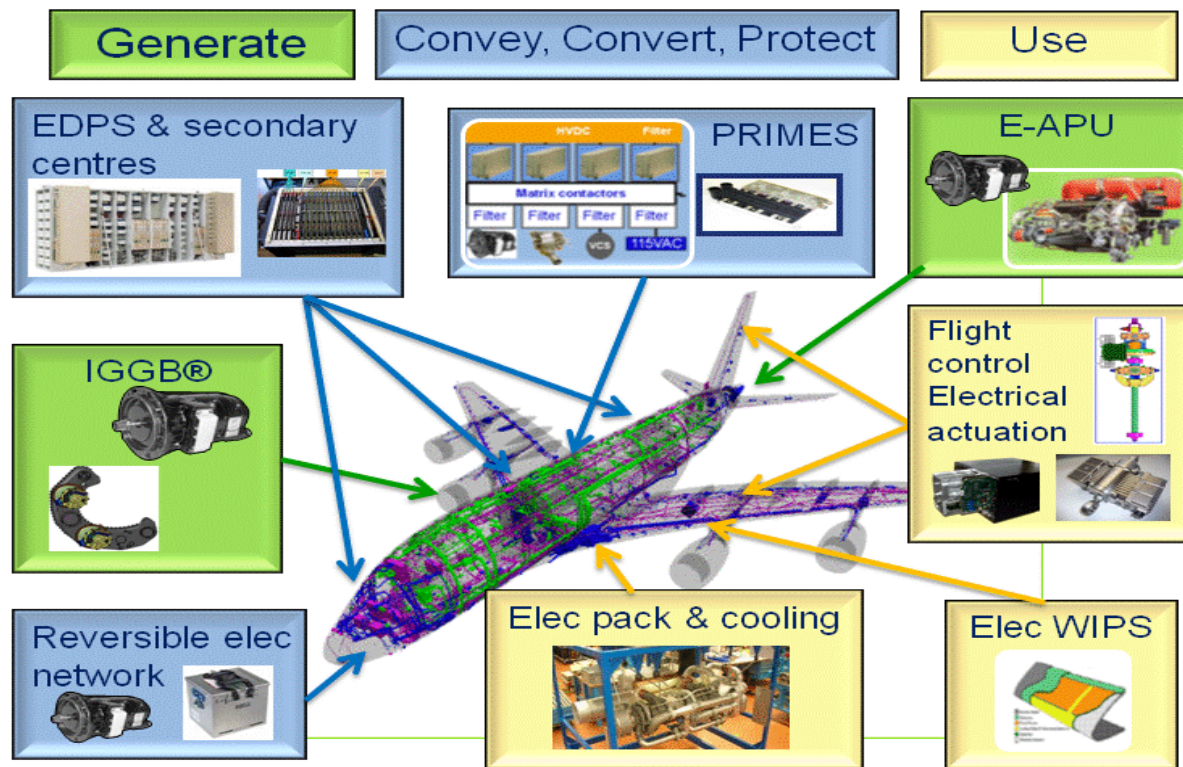 Generate
Convey, Convert, Protect
Use
EDPS & secondary
centres
PRIMES
HVDC
Filter
Matrix contactors
Filter
Filter
Filter
Filter
VCS
115VAC
E-APU
IGGB®
Flight
control
Electrical
actuation
Reversible elec
network
Elec pack & cooling
Elec WIPS